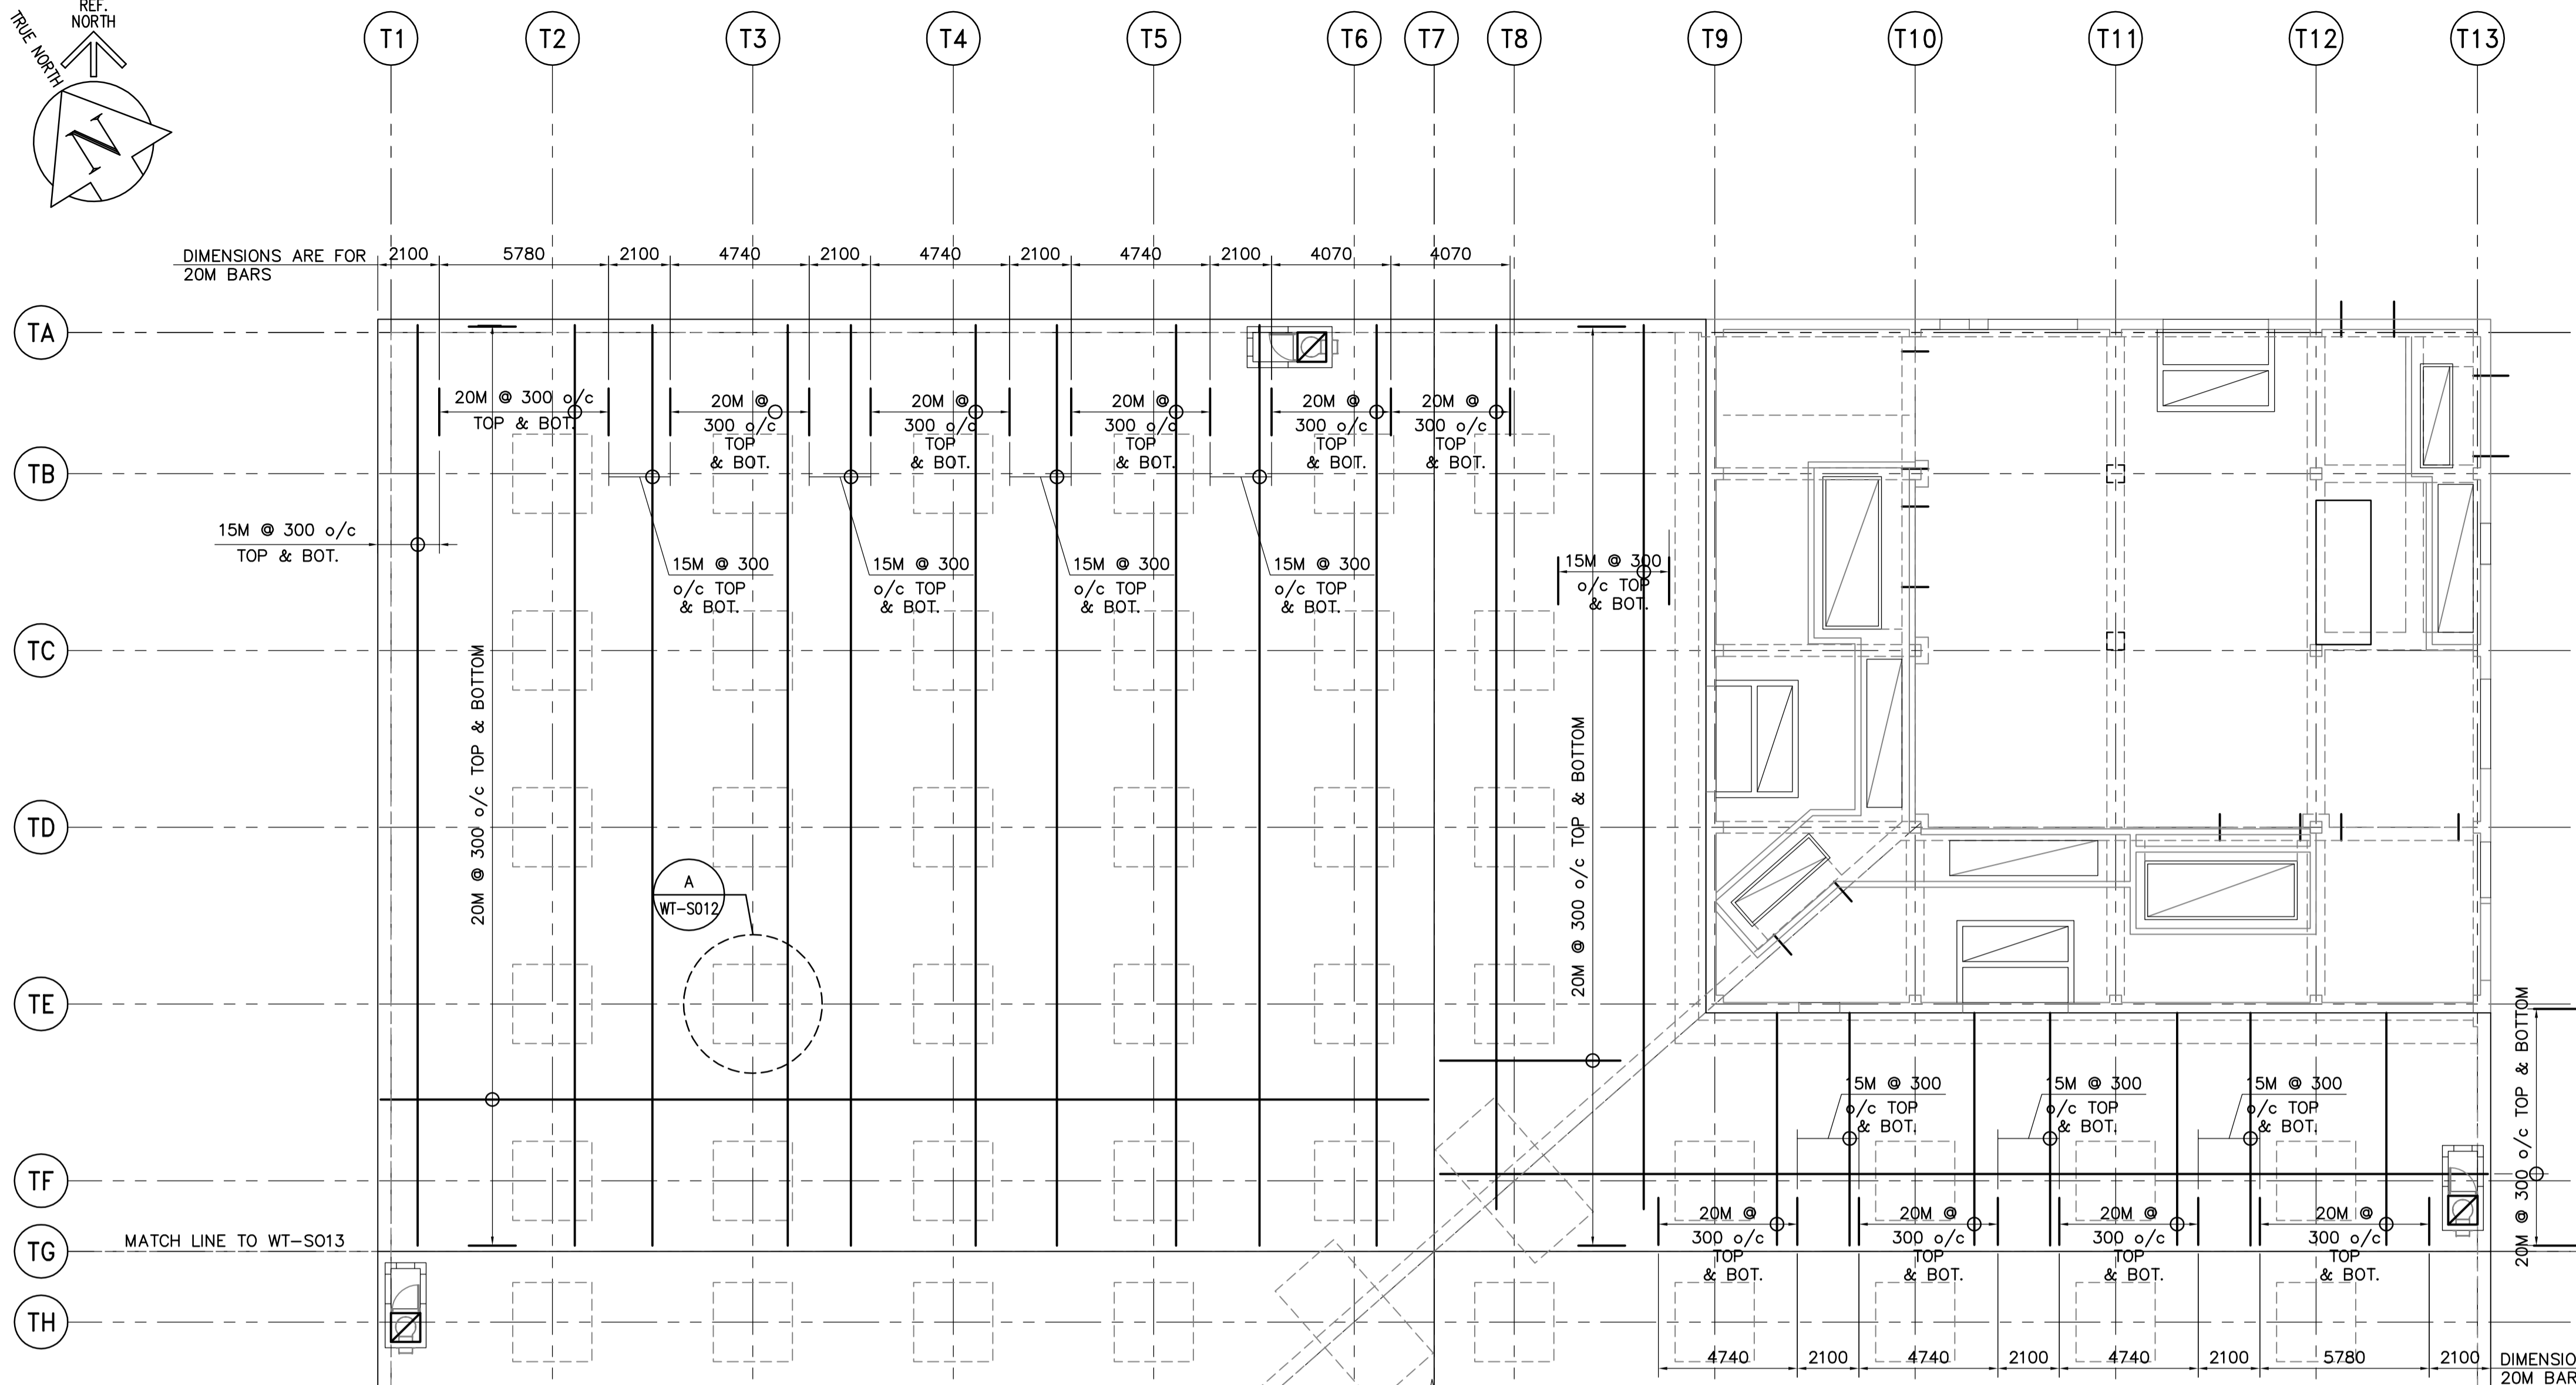 REF.
NORTH
TRUE NORTH
N
T1
T2
T3
T4
T5
T6
T7
T8
T9
T10
T11
T12
T13
DIMENSIONS ARE FOR
20M BARS
2100
5780
2100
4740
2100
4740
2100
4740
2100
4070
4070
TA
20M @ 300 o/c
TOP & BOT.
20M @
300 o/c
TOP
& BOT.
20M @
300 o/c
TOP
& BOT.
20M @
300 o/c
TOP
& BOT.
20M @
300 o/c
TOP
& BOT.
20M @
300 o/c
TOP
& BOT.
TB
15M @ 300 o/c
TOP & BOT.
15M @ 300
o/c TOP
& BOT.
15M @ 300
o/c TOP
& BOT.
15M @ 300
o/c TOP
& BOT.
15M @ 300
o/c TOP
& BOT.
15M @ 300
o/c TOP
& BOT.
TC
20M @ 300 o/c TOP & BOTTOM
20M @ 300 o/c TOP & BOTTOM
TD
A
WT-S012
TE
20M @ 300 o/c TOP & BOTTOM
15M @ 300
o/c TOP
& BOT.
15M @ 300
o/c TOP
& BOT.
15M @ 300
o/c TOP
& BOT.
TF
20M @
300 o/c
TOP
& BOT.
20M @
300 o/c
TOP
& BOT.
20M @
300 o/c
TOP
& BOT.
20M @
300 o/c
TOP
& BOT.
TG
MATCH LINE TO WT-S013
TH
4740
2100
4740
2100
4740
2100
5780
2100
DIMENSIO
20M BAR